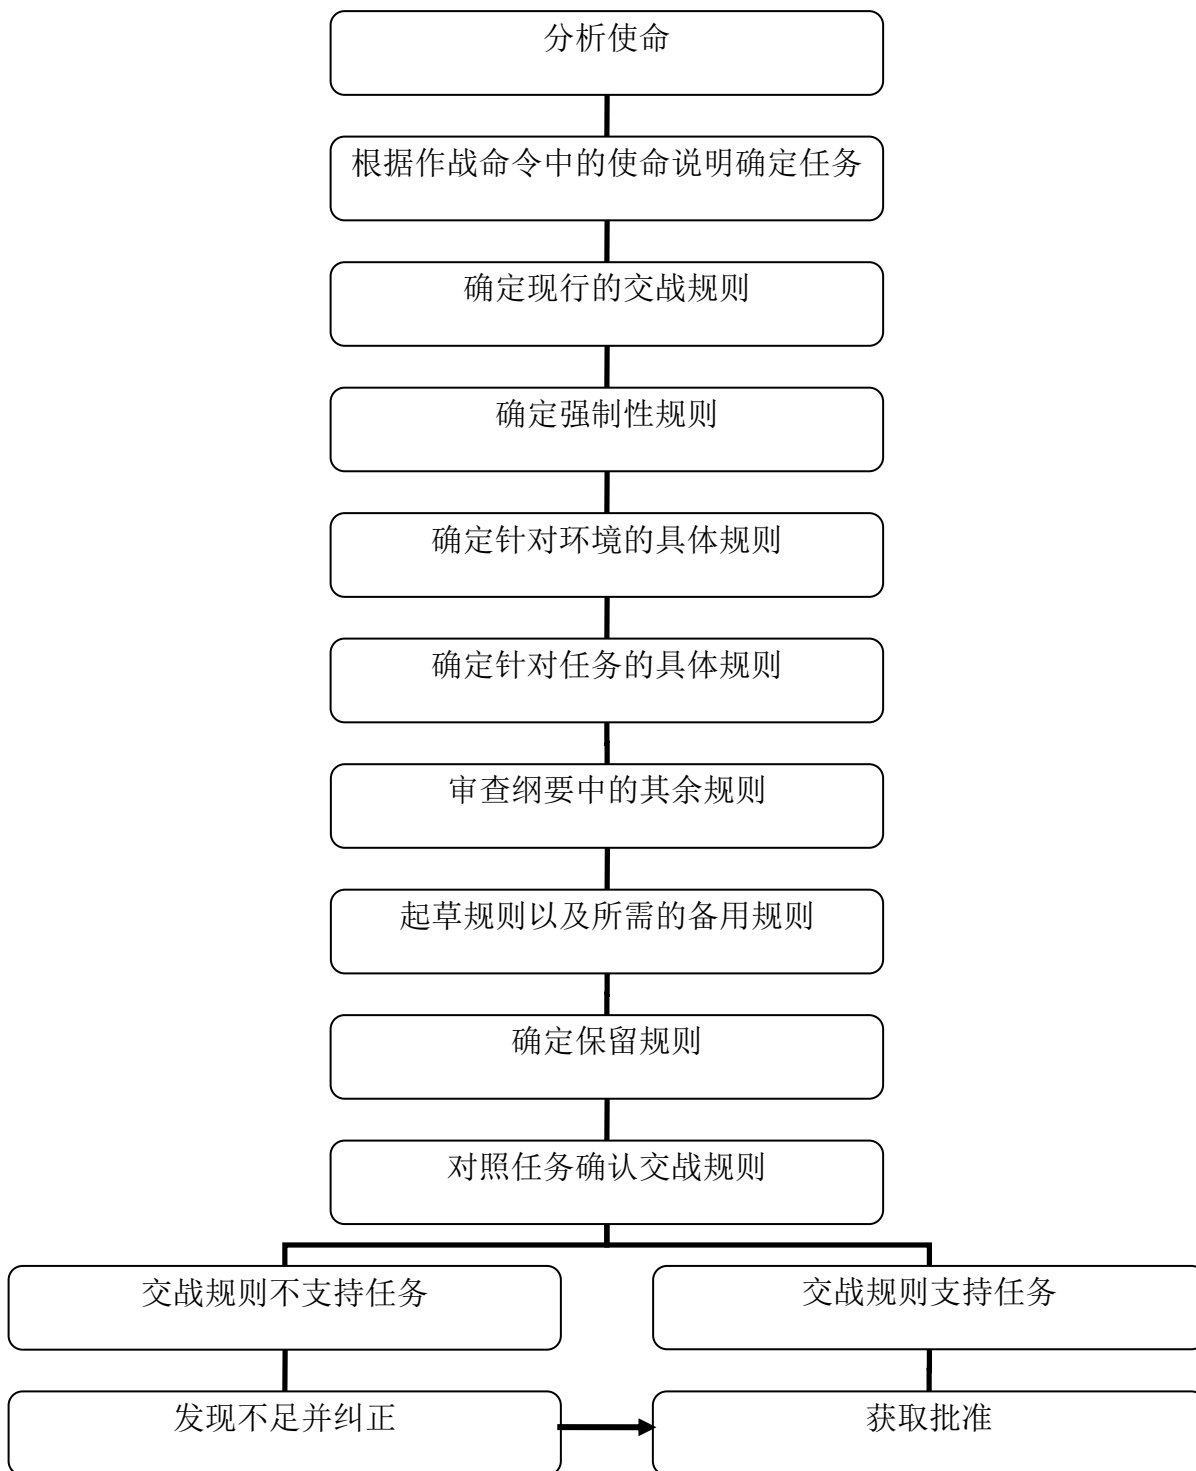 分析使命
根据作战命令中的使命说明确定任务
确定现行的交战规则
确定强制性规则
确定针对环境的具体规则
确定针对任务的具体规则
审查纲要中的其余规则
起草规则以及所需的备用规则
确定保留规则
对照任务确认交战规则
交战规则不支持任务
交战规则支持任务
发现不足并纠正
获取批准